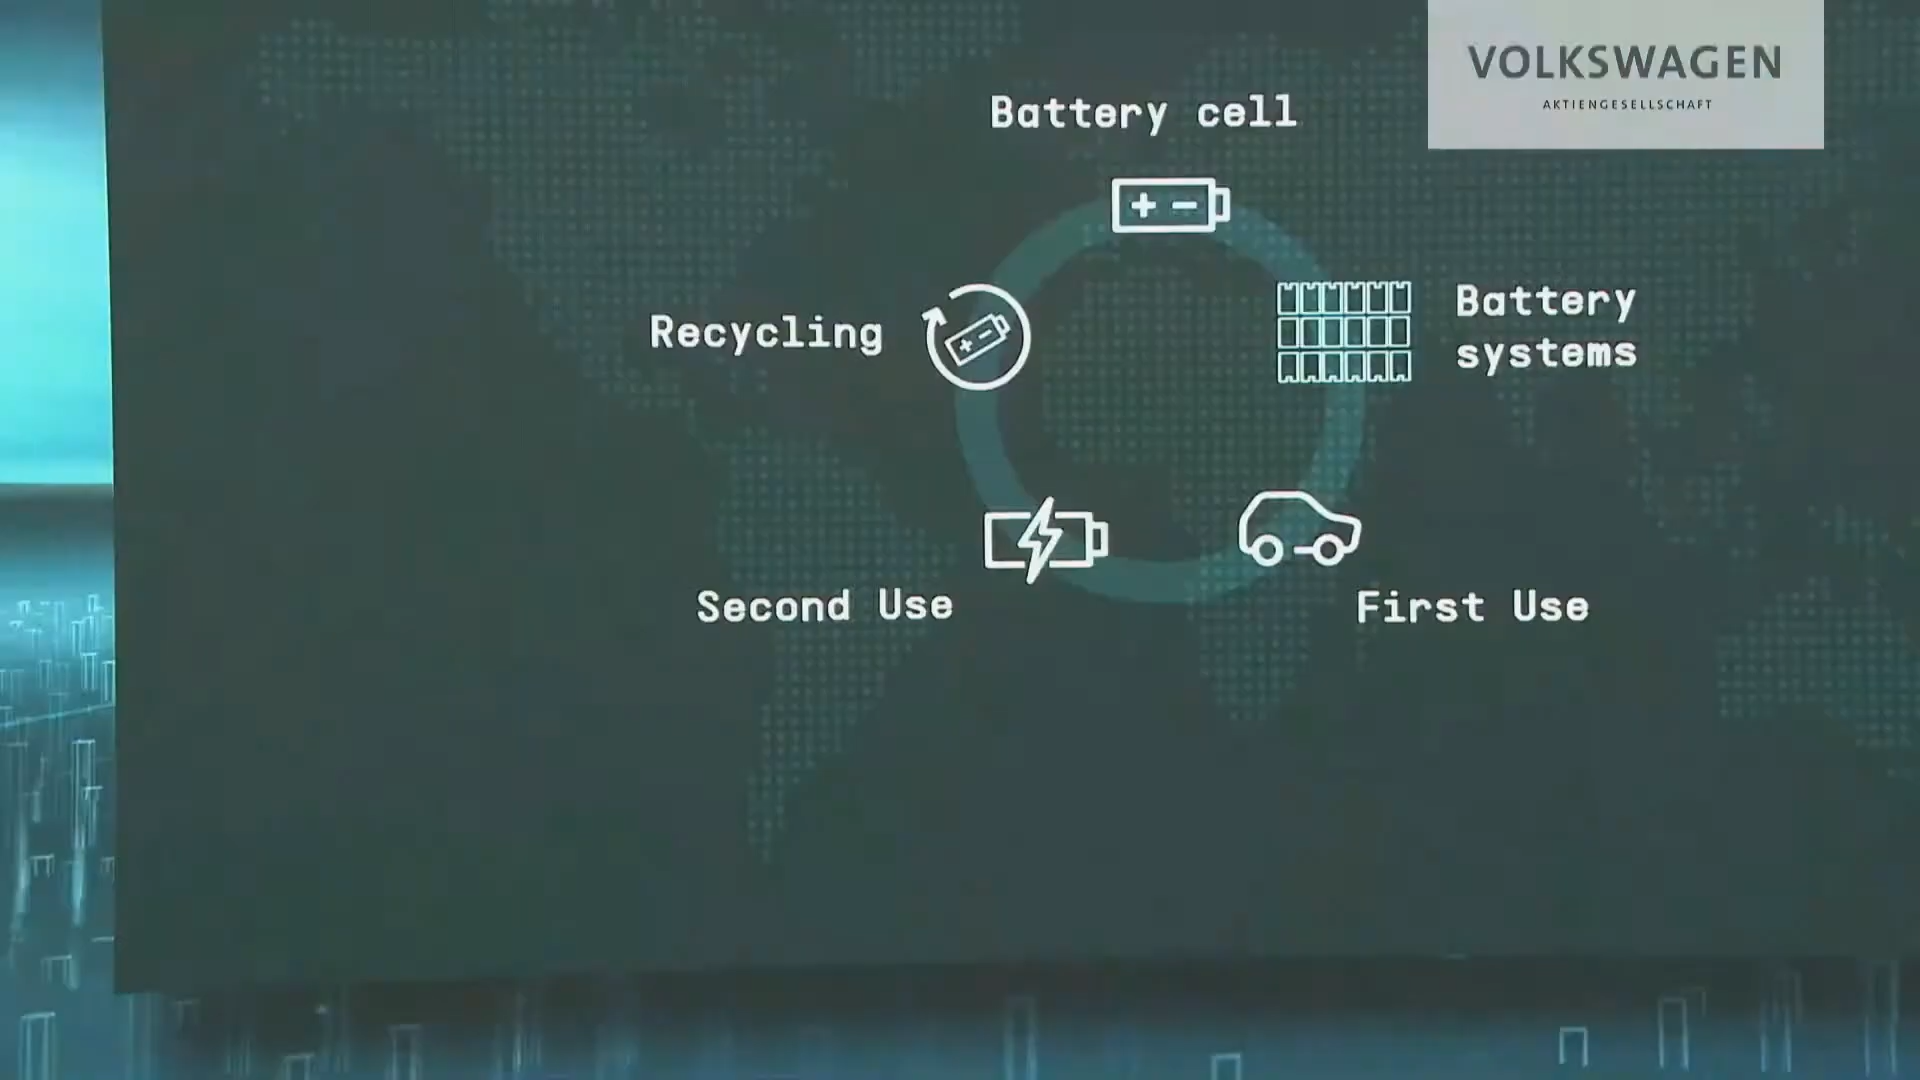 VOLKSWAGEN
AKTIENGESELLSCHAFT
Battery cell
Battery
systems
Recycling
Second Use
First Use